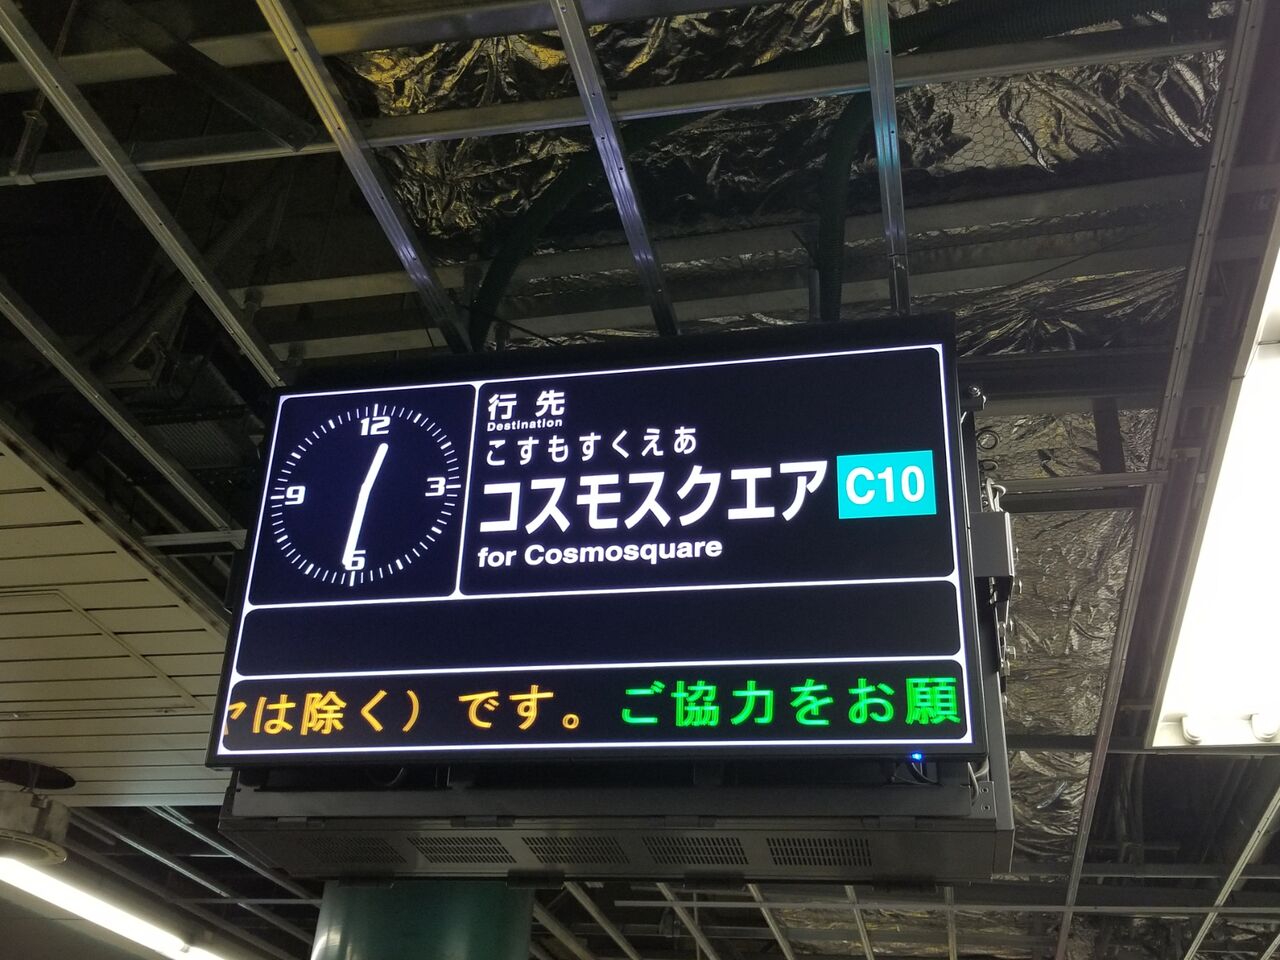 12
3
6
9
行先
Destination
こすもすくえあ
コスモスクエア C10
for Cosmosquare
は除く）です。ご協力をお願